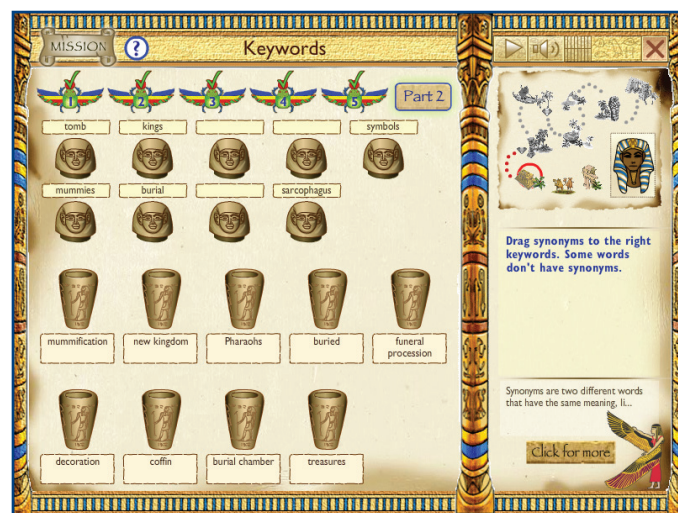 MISSION
?
Keywords
1
2
3
4
5
Part 2
tomb
kings
symbols
mummies
burial
sarcophagus
mummification
new kingdom
Pharaohs
buried
funeral
procession
decoration
coffin
burial chamber
treasures
Drag synonyms to the right
keywords. Some words
don't have synonyms.
Synonyms are two different words
that have the same meaning, li...
Click for more